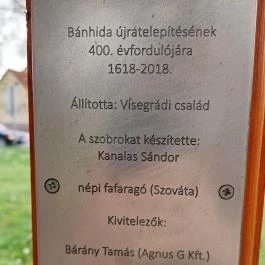 Bánhida újratelepítésének
400. évfordulójára
1618-2018.
Állította: Vísegrádi család
A szobrokat készítette:
Kanalas Sándor
népi fafaragó (Szováta)
Kivitelezők:
Bárány Tamás (Agnus G Kft.)